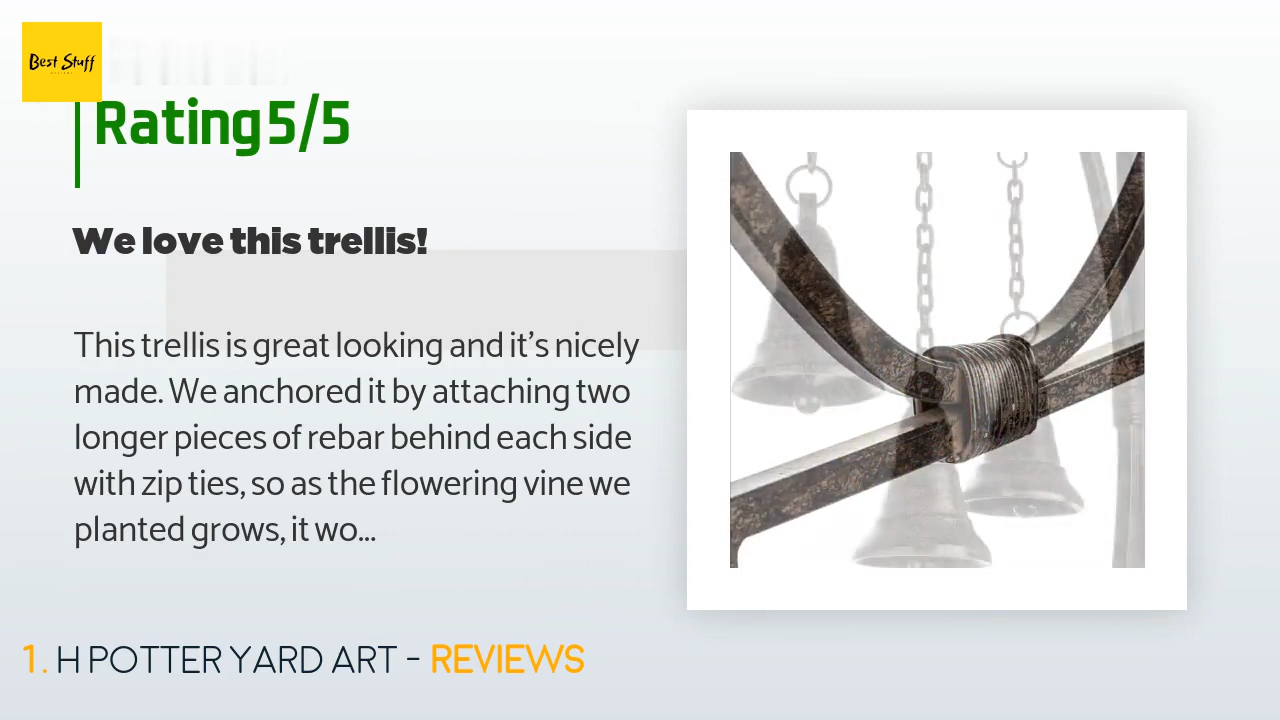 Best Stuff
Rating 5/5
We love this trellis!
This trellis is great looking and it's nicely
made. We anchored it by attaching two
longer pieces of rebar behind each side
with zip ties, so as the flowering vine we
planted grows, it wo...
1. H POTTER YARD ART - REVIEWS